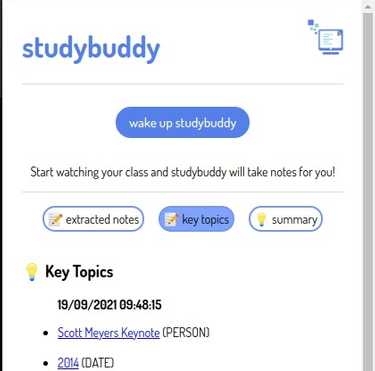 studybuddy
wake up studybuddy
Start watching your class and studybuddy will take notes for you!
📝 extracted notes 📝 key topics 💡 summary
💡 Key Topics
19/09/2021 09:48:15
• Scott Meyers Keynote (PERSON)
• 2014 (DATE)